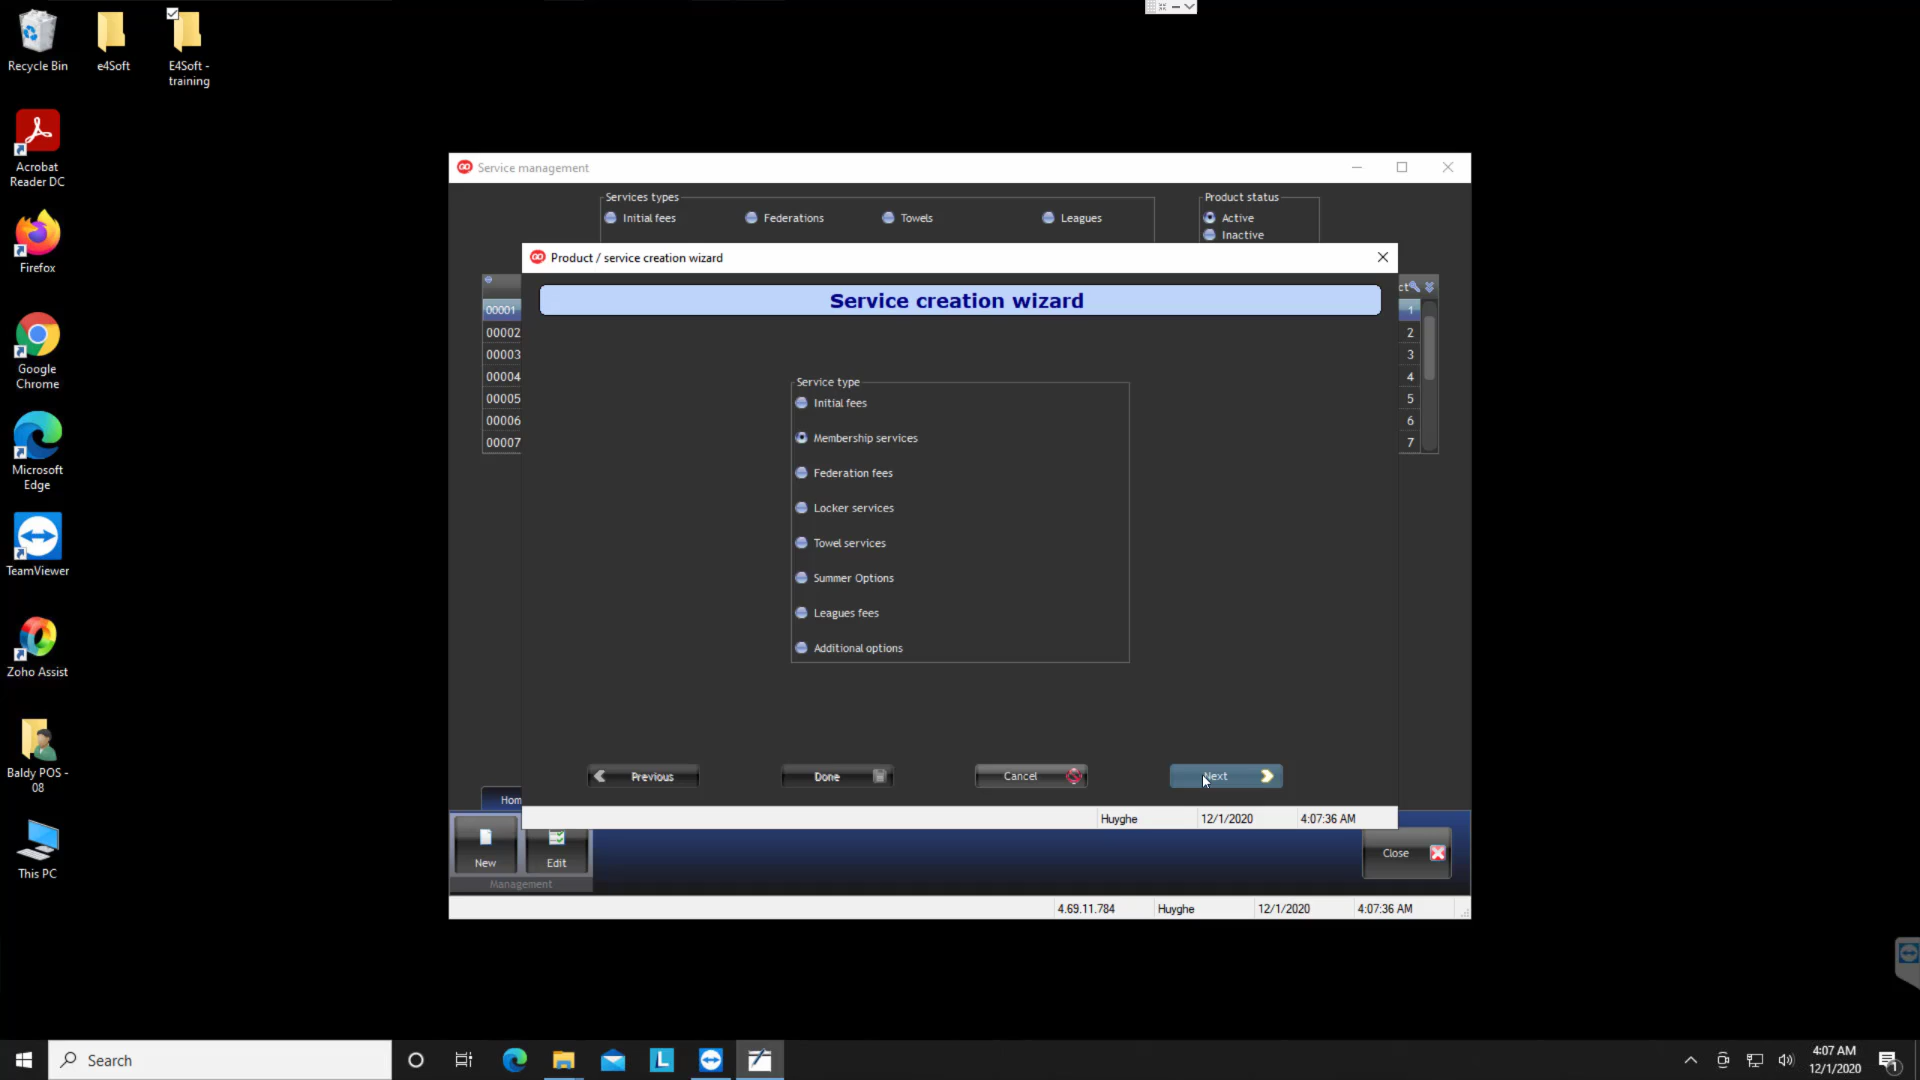 Recycle Bin
e4Soft
E4Soft -
training
Acrobat
Reader DC
Firefox
Google
Chrome
Microsoft
Edge
TeamViewer
Zoho Assist
Baldy POS -
08
This PC
Service management
Services types
Initial fees
Federations
Towels
Leagues
Product status
Active
Inactive
Product / service creation wizard
Service creation wizard
00001
00002
00003
00004
00005
00006
00007
ct
1
2
3
4
5
6
7
Service type
Initial fees
Membership services
Federation fees
Locker services
Towel services
Summer Options
Leagues fees
Additional options
Previous
Done
Cancel
Next
Huyghe
12/1/2020
4:07:36 AM
Hom
New
Edit
Management
Close
4.69.11.784
Huyghe
12/1/2020
4:07:36 AM
Search
L
4:07 AM
12/1/2020
1